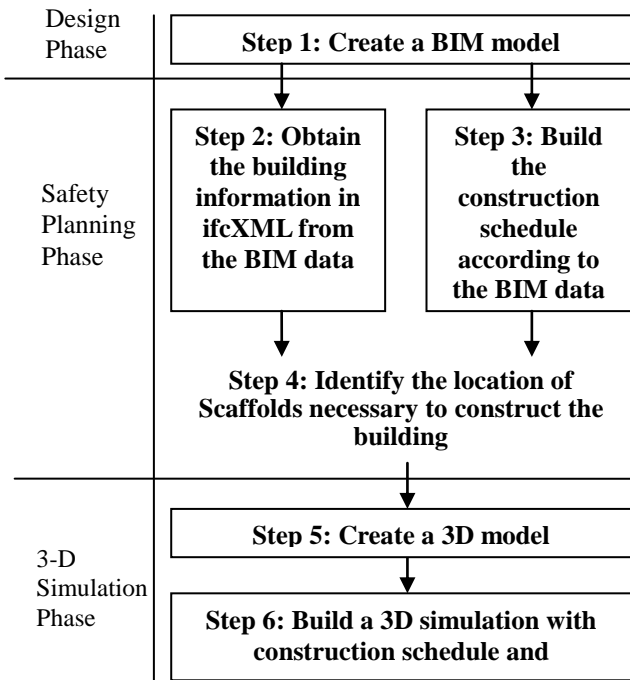 Design
Phase
Step 1: Create a BIM model
Safety
Planning
Phase
Step 2: Obtain
the building
information in
ifcXML from
the BIM data
Step 3: Build
the
construction
schedule
according to
the BIM data
Step 4: Identify the location of
Scaffolds necessary to construct the
building
3-D
Simulation
Phase
Step 5: Create a 3D model
Step 6: Build a 3D simulation with
construction schedule and